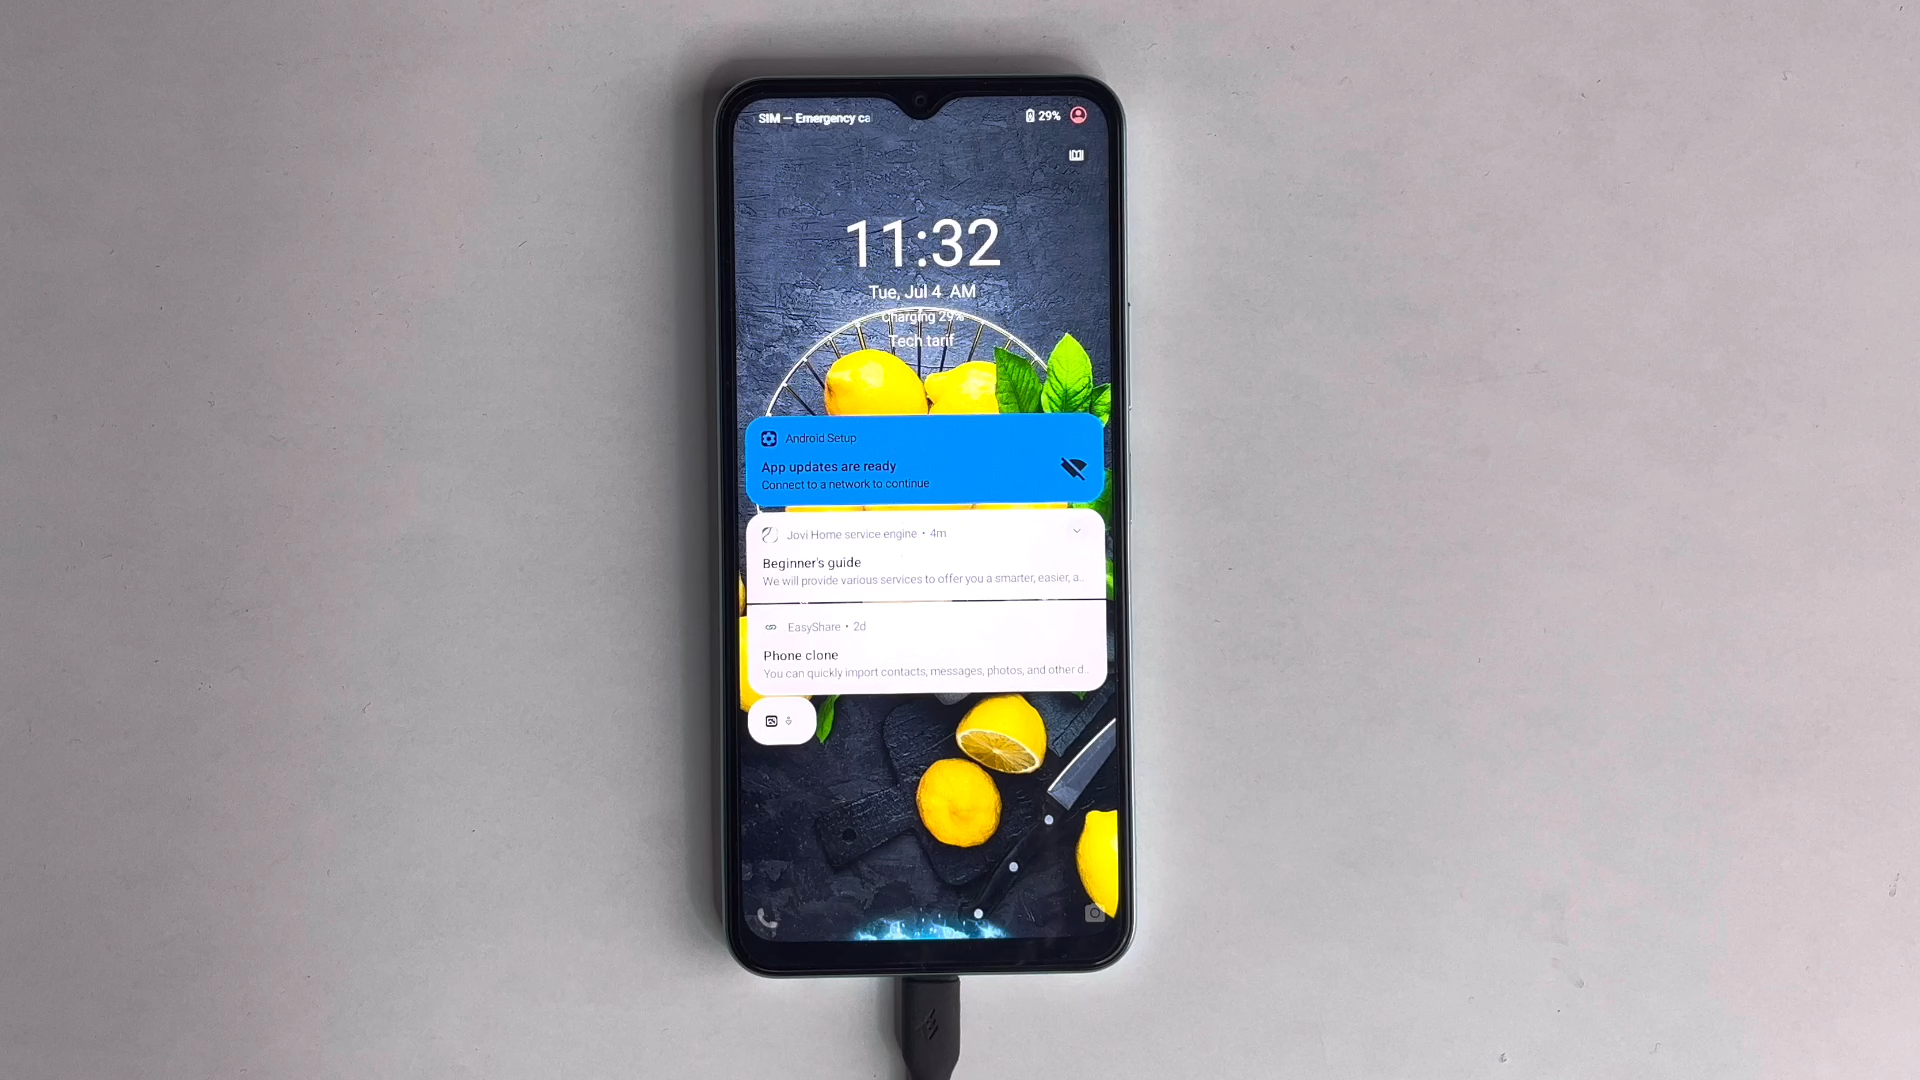 SIM — Emergency ca
29%
11:32
Tue, Jul 4 AM
Charging 29%
Tech tarif
Android Setup
App updates are ready
Connect to a network to continue
Jovi Home service engine • 4m
Beginner's guide
We will provide various services to offer you a smarter, easier, a..
EasyShare • 2d
Phone clone
You can quickly import contacts, messages, photos, and other d..